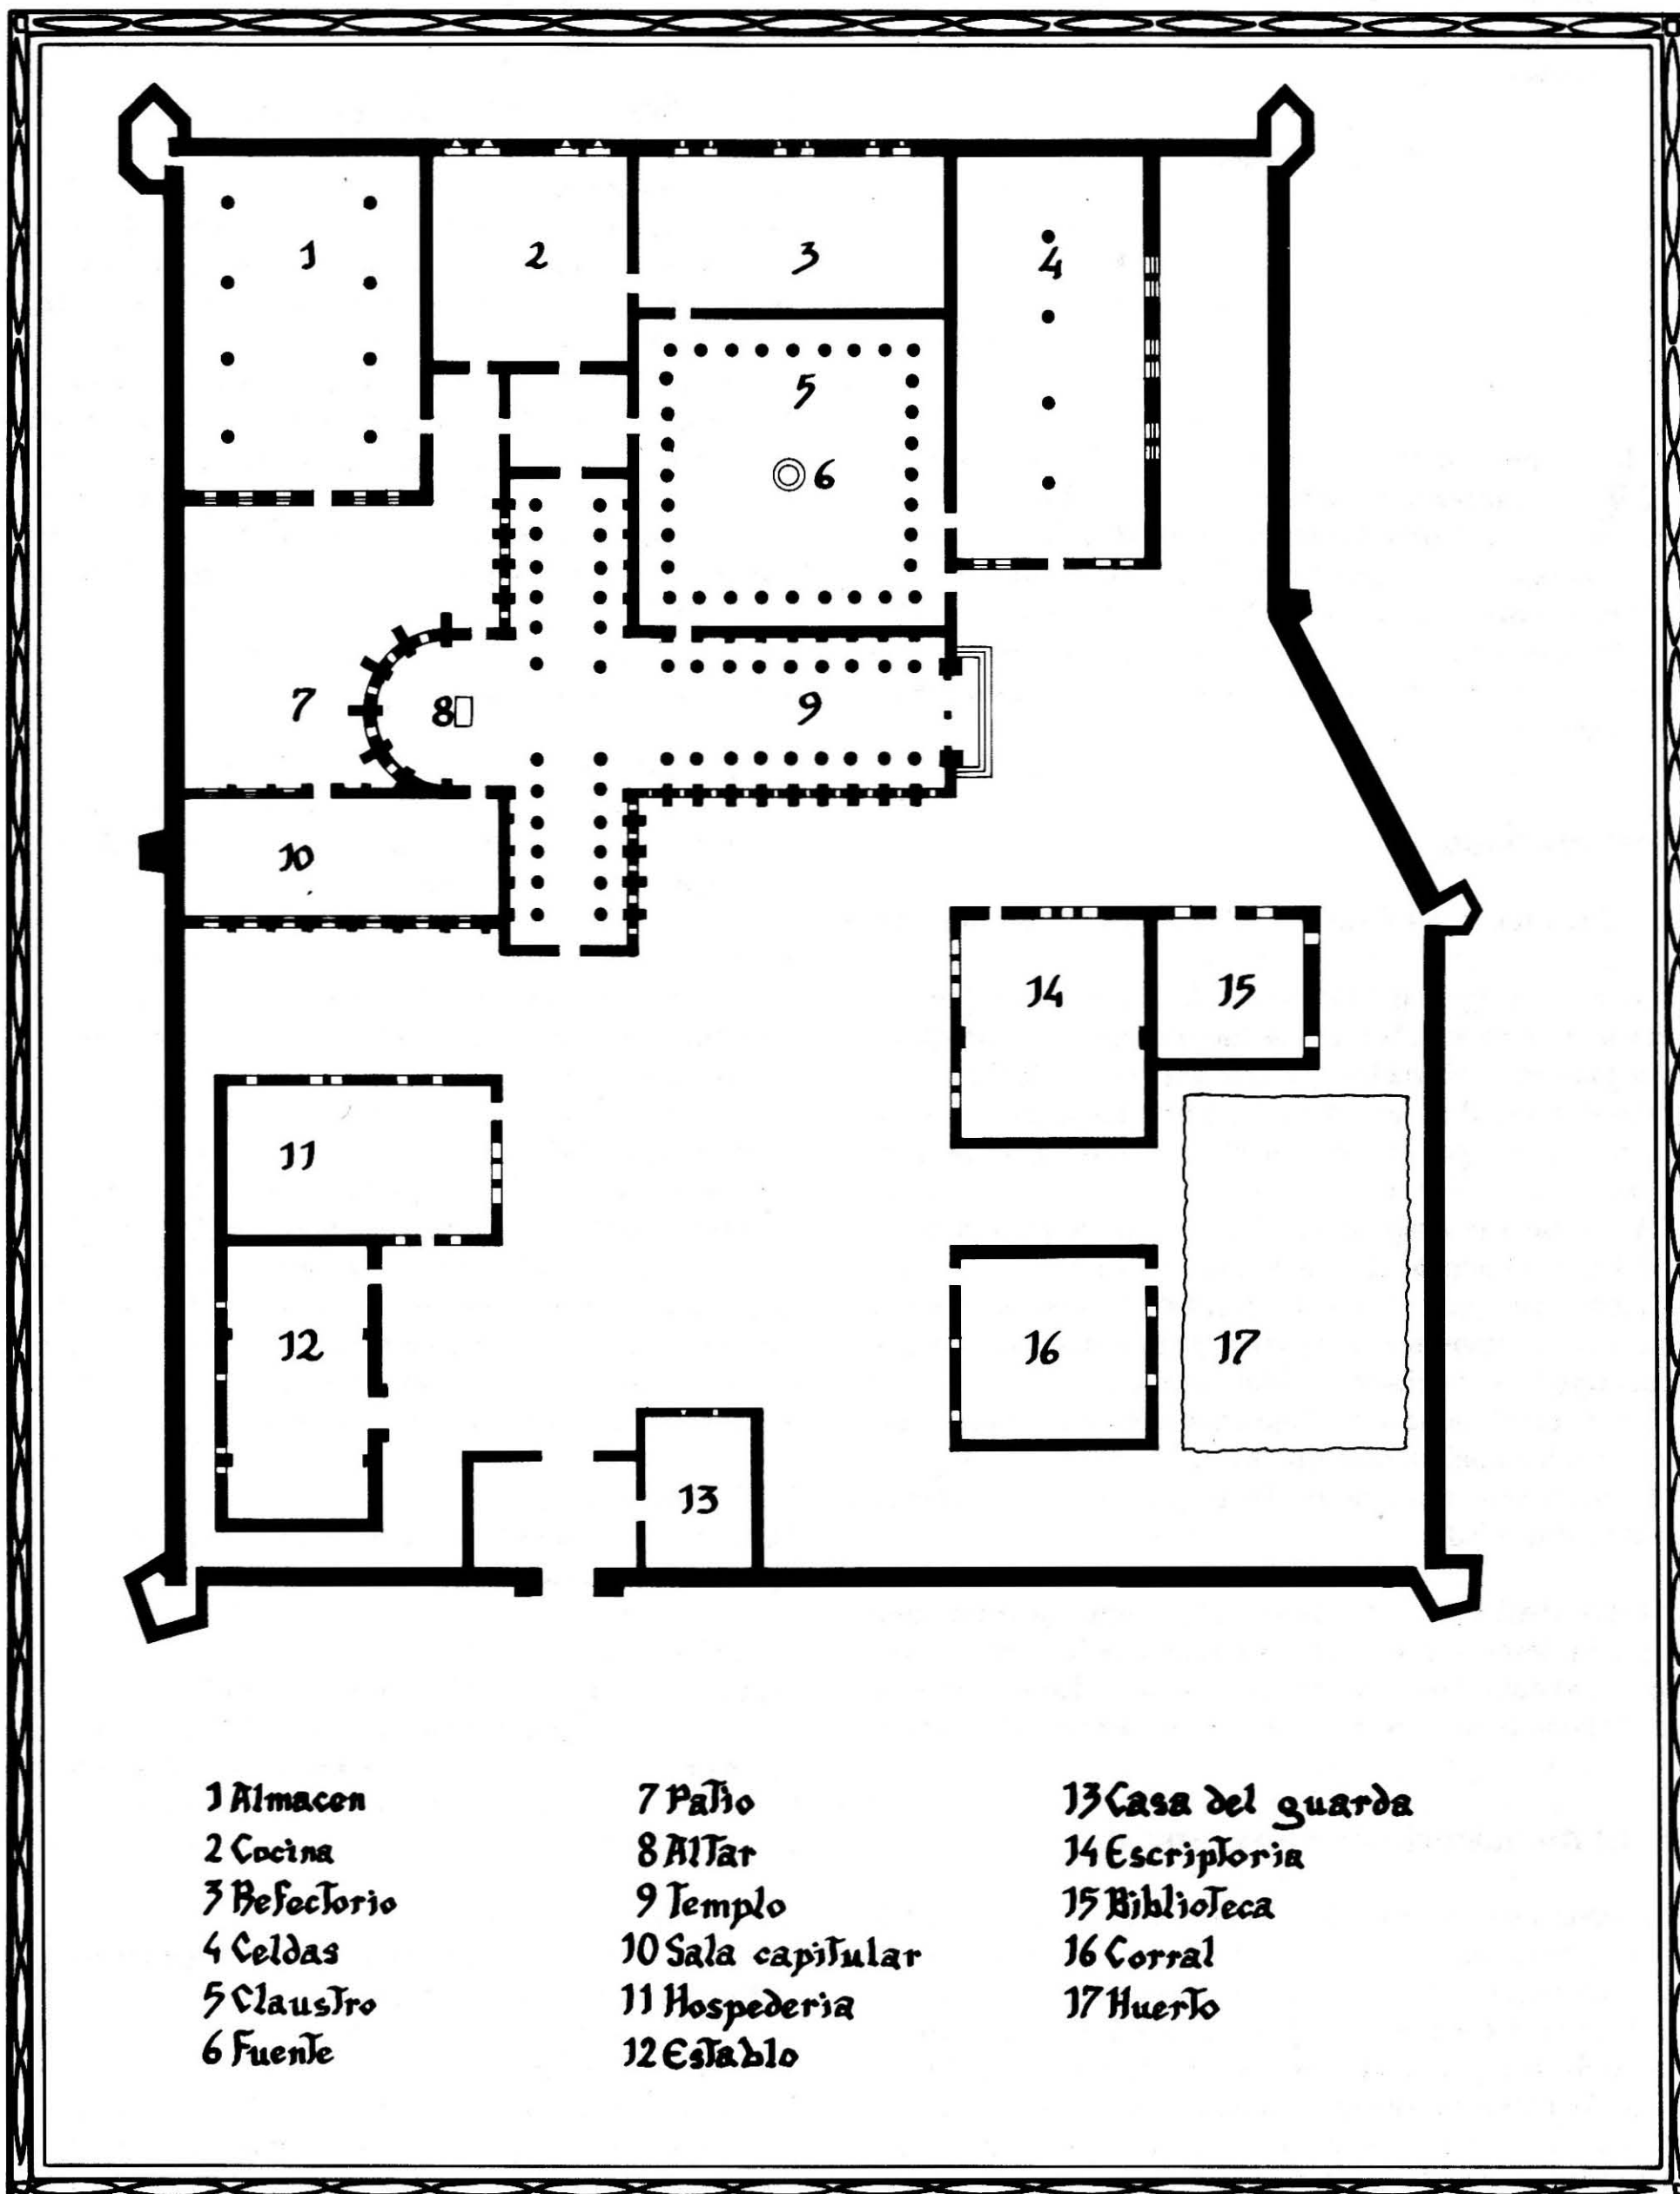 1
2
3
4
5
6
7
8
9
10
11
12
13
14
15
16
17
1 Almacen
2 Cocina
3 Refectorio
4 Celdas
5 Claustro
6 Fuente
7 Patio
8 Altar
9 Templo
10 Sala capitular
11 Hospederia
12 Establo
13 Casa del guarda
14 Escriptoria
15 Biblioteca
16 Corral
17 Huerto